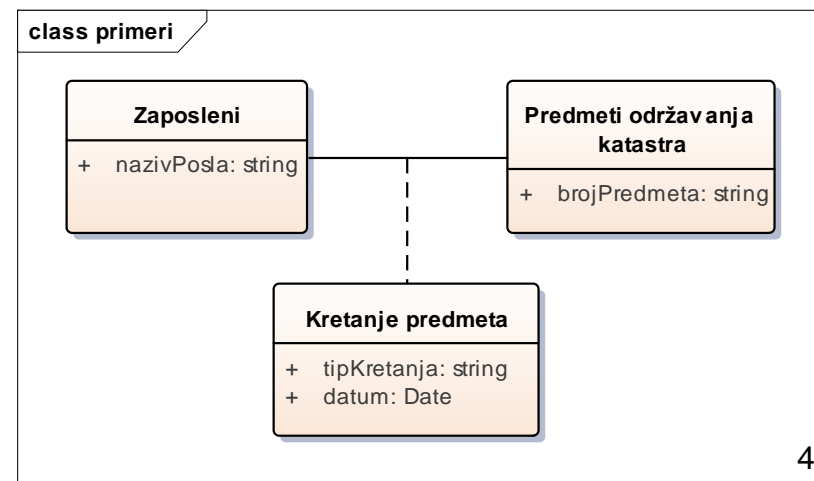 class primeri
Zaposleni
+ nazivPosla: string
Predmeti održavanja
katastra
+ brojPredmeta: string
Kretanje predmeta
+ tipKretanja: string
+ datum: Date
4